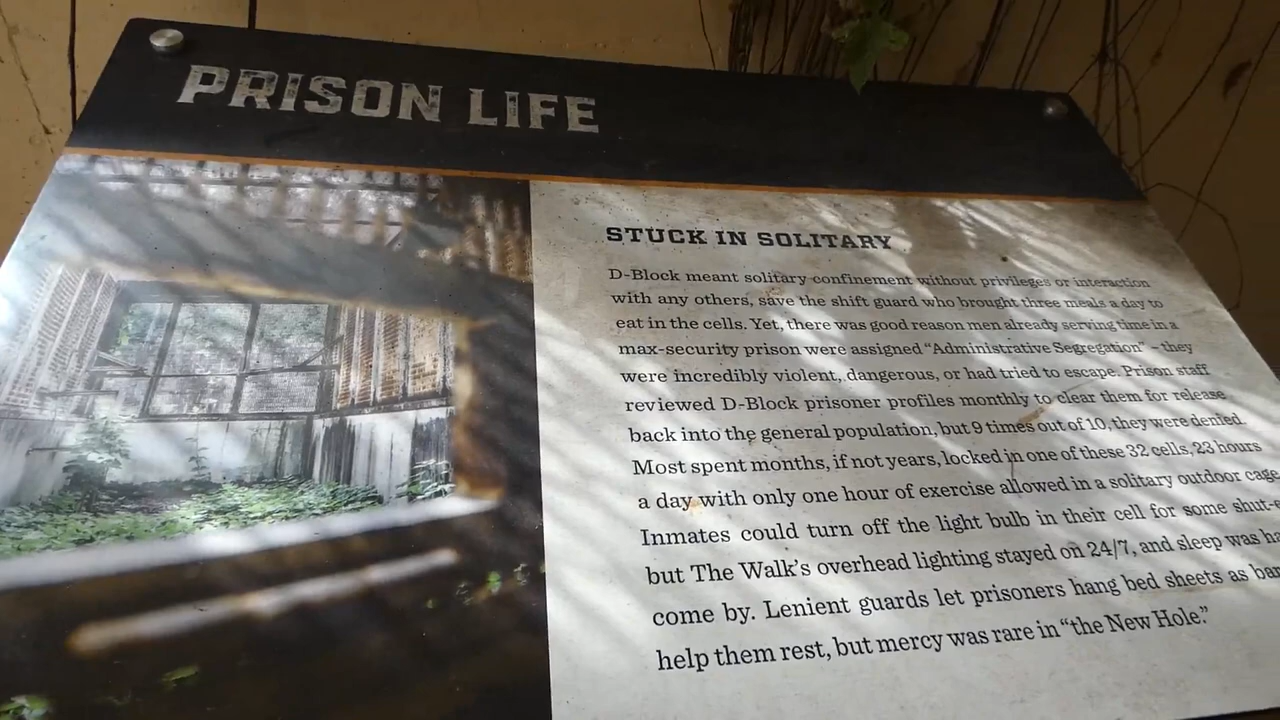 PRISON LIFE
STUCK IN SOLITARY
D-Block meant solitary confinement without privileges or interaction
with any others, save the shift guard who brought three meals a day to
eat in the cells. Yet, there was good reason men already serving time in a
max-security prison were assigned “Administrative Segregation” – they
were incredibly violent, dangerous, or had tried to escape. Prison staff
reviewed D-Block prisoner profiles monthly to clear them for release
back into the general population, but 9 times out of 10, they were denied.
Most spent months, if not years, locked in one of these 32 cells, 23 hours
a day with only one hour of exercise allowed in a solitary outdoor cage
Inmates could turn off the light bulb in their cell for some
but The Walk’s overhead lighting stayed on 24/7, and sleep was
come by. Lenient guards let prisoners hang bed sheets as
help them rest, but mercy was rare in “the New Hole.”